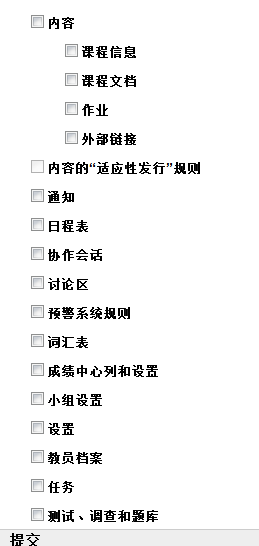 内容
课程信息
课程文档
作业
外部链接
内容的“适应性发行”规则
通知
日程表
协作会话
讨论区
预警系统规则
词汇表
成绩中心列和设置
小组设置
设置
教员档案
任务
测试、调查和题库
提交